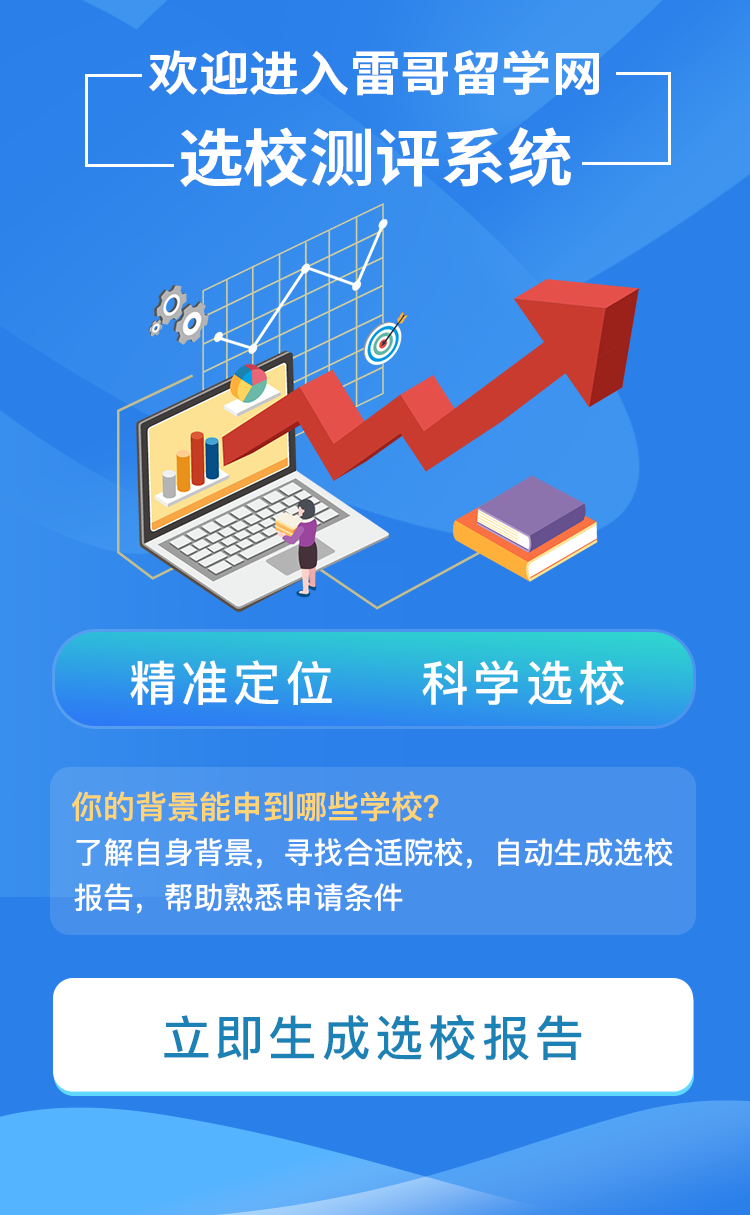 欢迎进入雷哥留学网
选校测评系统
精准定位 科学选校
你的背景能申到哪些学校?
了解自身背景，寻找合适院校，自动生成选校
报告，帮助熟悉申请条件
立即生成选校报告